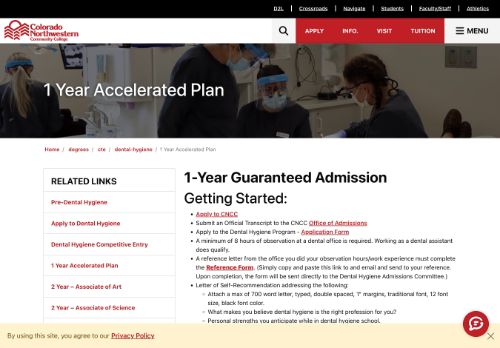 D2L Crossroads Navigate Students Faculty/Staff Athletics
Colorado
Northwestern
Community College
APPLY INFO. VISIT TUITION MENU
1 Year Accelerated Plan
Home / degrees / cte / dental-hygiene / 1 Year Accelerated Plan
RELATED LINKS
Pre-Dental Hygiene
Apply to Dental Hygiene
Dental Hygiene Competitive Entry
1 Year Accelerated Plan
2 Year – Associate of Art
2 Year – Associate of Science
1-Year Guaranteed Admission
Getting Started:
Apply to CNCC
Submit an Official Transcript to the CNCC Office of Admissions
Apply to the Dental Hygiene Program - Application Form
A minimum of 8 hours of observation at a dental office is required. Working as a dental assistant
does qualify.
A reference letter from the office you did your observation hours/work experience must complete
the Reference Form. (Simply copy and paste this link to and email and send to your reference.
Upon completion, the form will be sent directly to the Dental Hygiene Admissions Committee.)
Letter of Self-Recommendation addressing the following:
Attach a max of 700 word letter, typed, double spaced, 1" margins, traditional font, 12 font
size, black font color.
What makes you believe dental hygiene is the right profession for you?
Personal strengths you anticipate while in dental hygiene school.
By using this site, you agree to our Privacy Policy